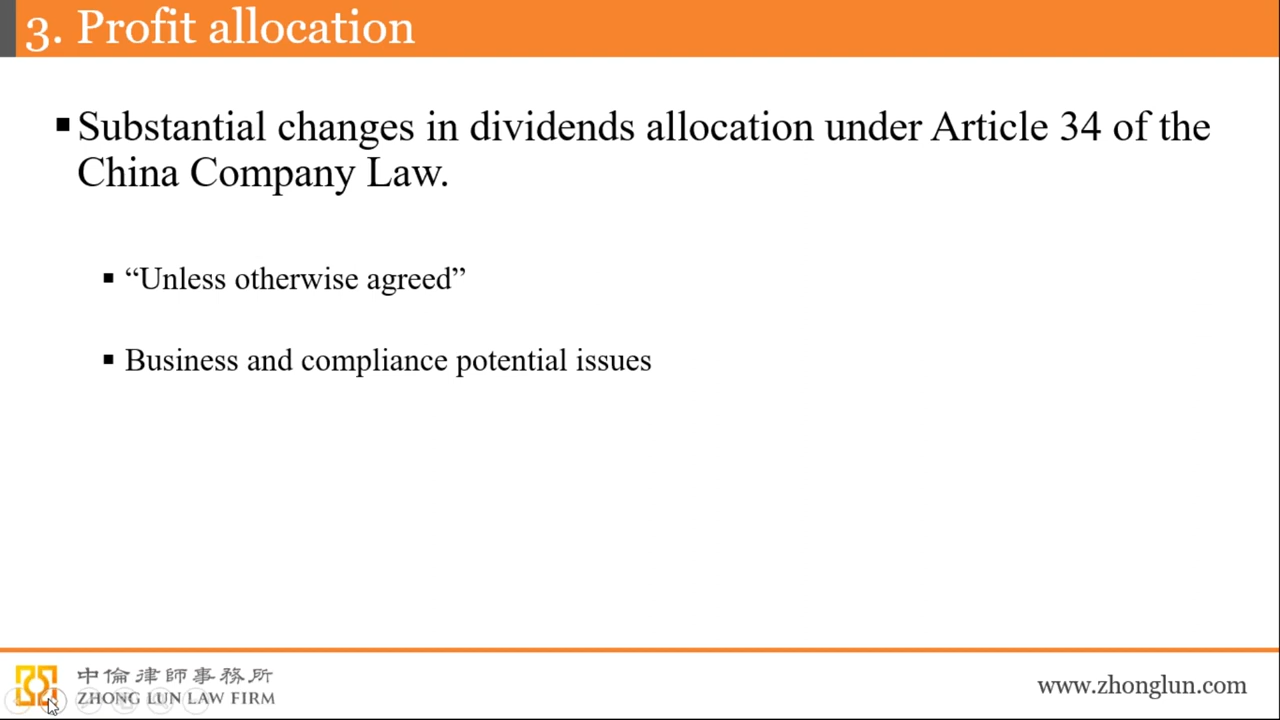 3. Profit allocation
▪Substantial changes in dividends allocation under Article 34 of the
China Company Law.
▪ “Unless otherwise agreed”
▪ Business and compliance potential issues
中倫律師事務所
ZHONG LUN LAW FIRM
www.zhonglun.com